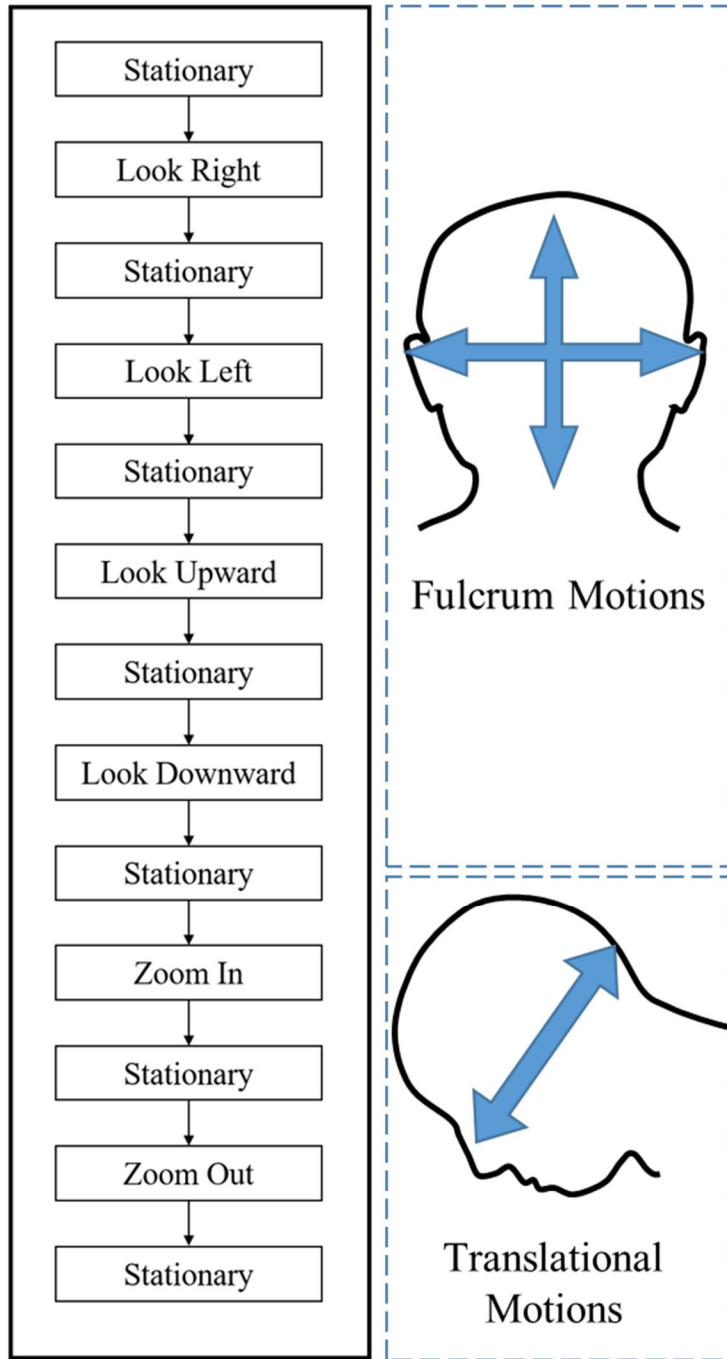 Stationary
Look Right
Stationary
Look Left
Stationary
Look Upward
Stationary
Look Downward
Stationary
Zoom In
Stationary
Zoom Out
Stationary
Fulcrum Motions
Translational
Motions